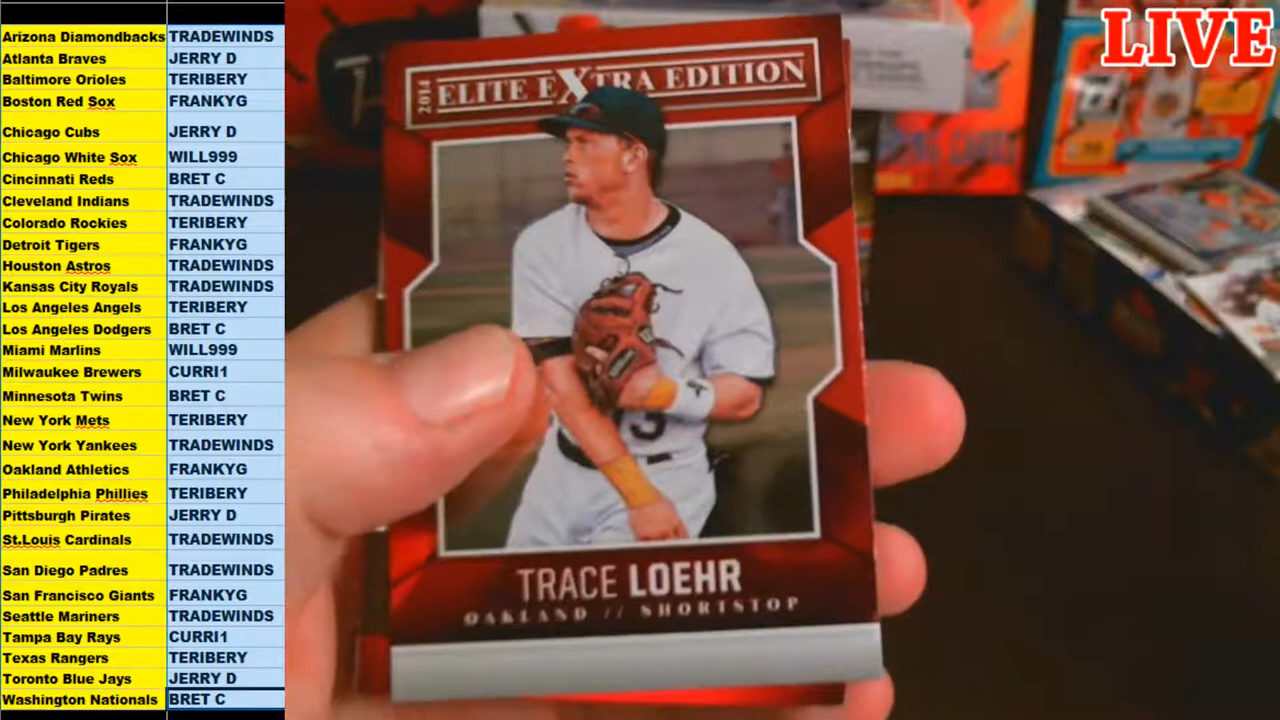 Arizona Diamondbacks TRADEWINDS
Atlanta Braves JERRY D
Baltimore Orioles TERIBERY
Boston Red Sox FRANKYG
Chicago Cubs JERRY D
Chicago White Sox WILL999
Cincinnati Reds BRET C
Cleveland Indians TRADEWINDS
Colorado Rockies TERIBERY
Detroit Tigers FRANKYG
Houston Astros TRADEWINDS
Kansas City Royals TRADEWINDS
Los Angeles Angels TERIBERY
Los Angeles Dodgers BRET C
Miami Marlins WILL999
Milwaukee Brewers CURRI1
Minnesota Twins BRET C
New York Mets TERIBERY
New York Yankees TRADEWINDS
Oakland Athletics FRANKYG
Philadelphia Phillies TERIBERY
Pittsburgh Pirates JERRY D
St.Louis Cardinals TRADEWINDS
San Diego Padres TRADEWINDS
San Francisco Giants FRANKYG
Seattle Mariners TRADEWINDS
Tampa Bay Rays CURRI1
Texas Rangers TERIBERY
Toronto Blue Jays JERRY D
Washington Nationals BRET C
LIVE
2014 ELITE EXTRA EDITION
3
TRACE LOEHR
OAKLAND // SHORTSTOP